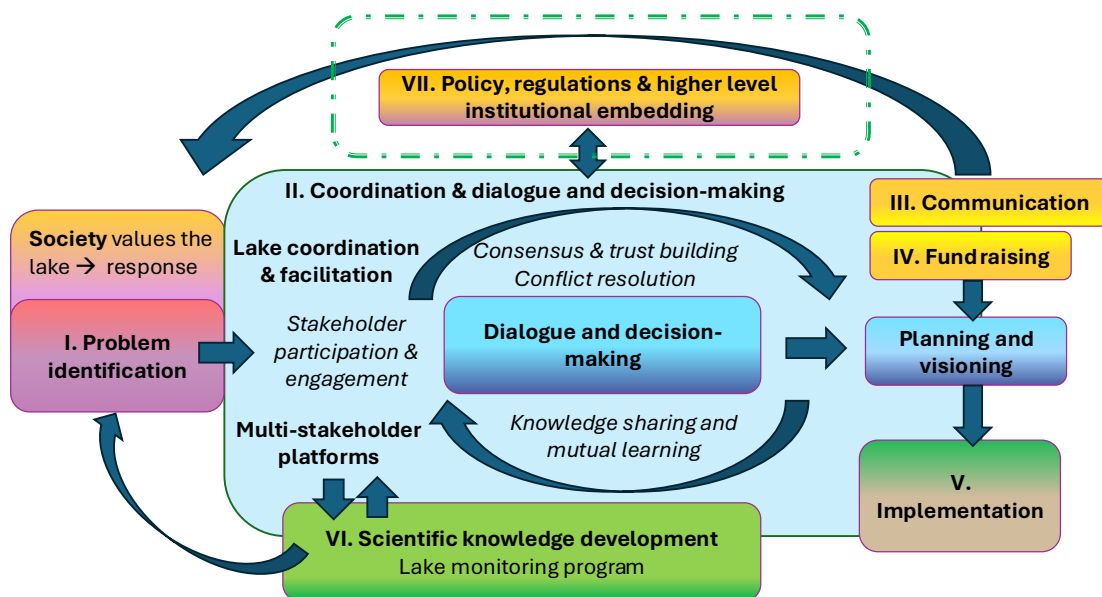 VII. Policy, regulations & higher level
institutional embedding
II. Coordination & dialogue and decision-making
III. Communication
IV. Fundraising
Society values the
lake → response
Lake coordination
& facilitation
Consensus & trust building
Conflict resolution
I. Problem
identification
Stakeholder
participation &
engagement
Dialogue and decision-
making
Planning and
visioning
Multi-stakeholder
platforms
Knowledge sharing and
mutual learning
V.
Implementation
VI. Scientific knowledge development
Lake monitoring program